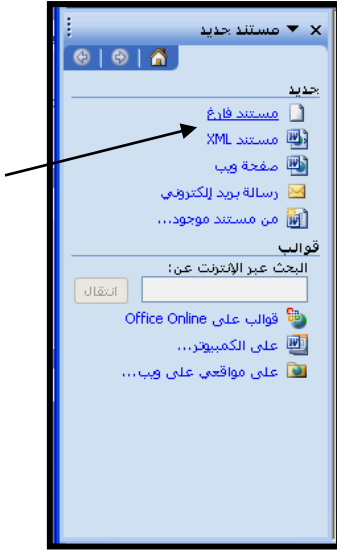 مستند جديد
جديد
مستند فارغ
مستند XML
صفحة ويب
رسالة بريد إلكتروني
من مستند موجود...
قوالب
البحث عبر الإنترنت عن:
انتقال
قوالب على Office Online
على الكمبيوتر...
على مواقعي على ويب...